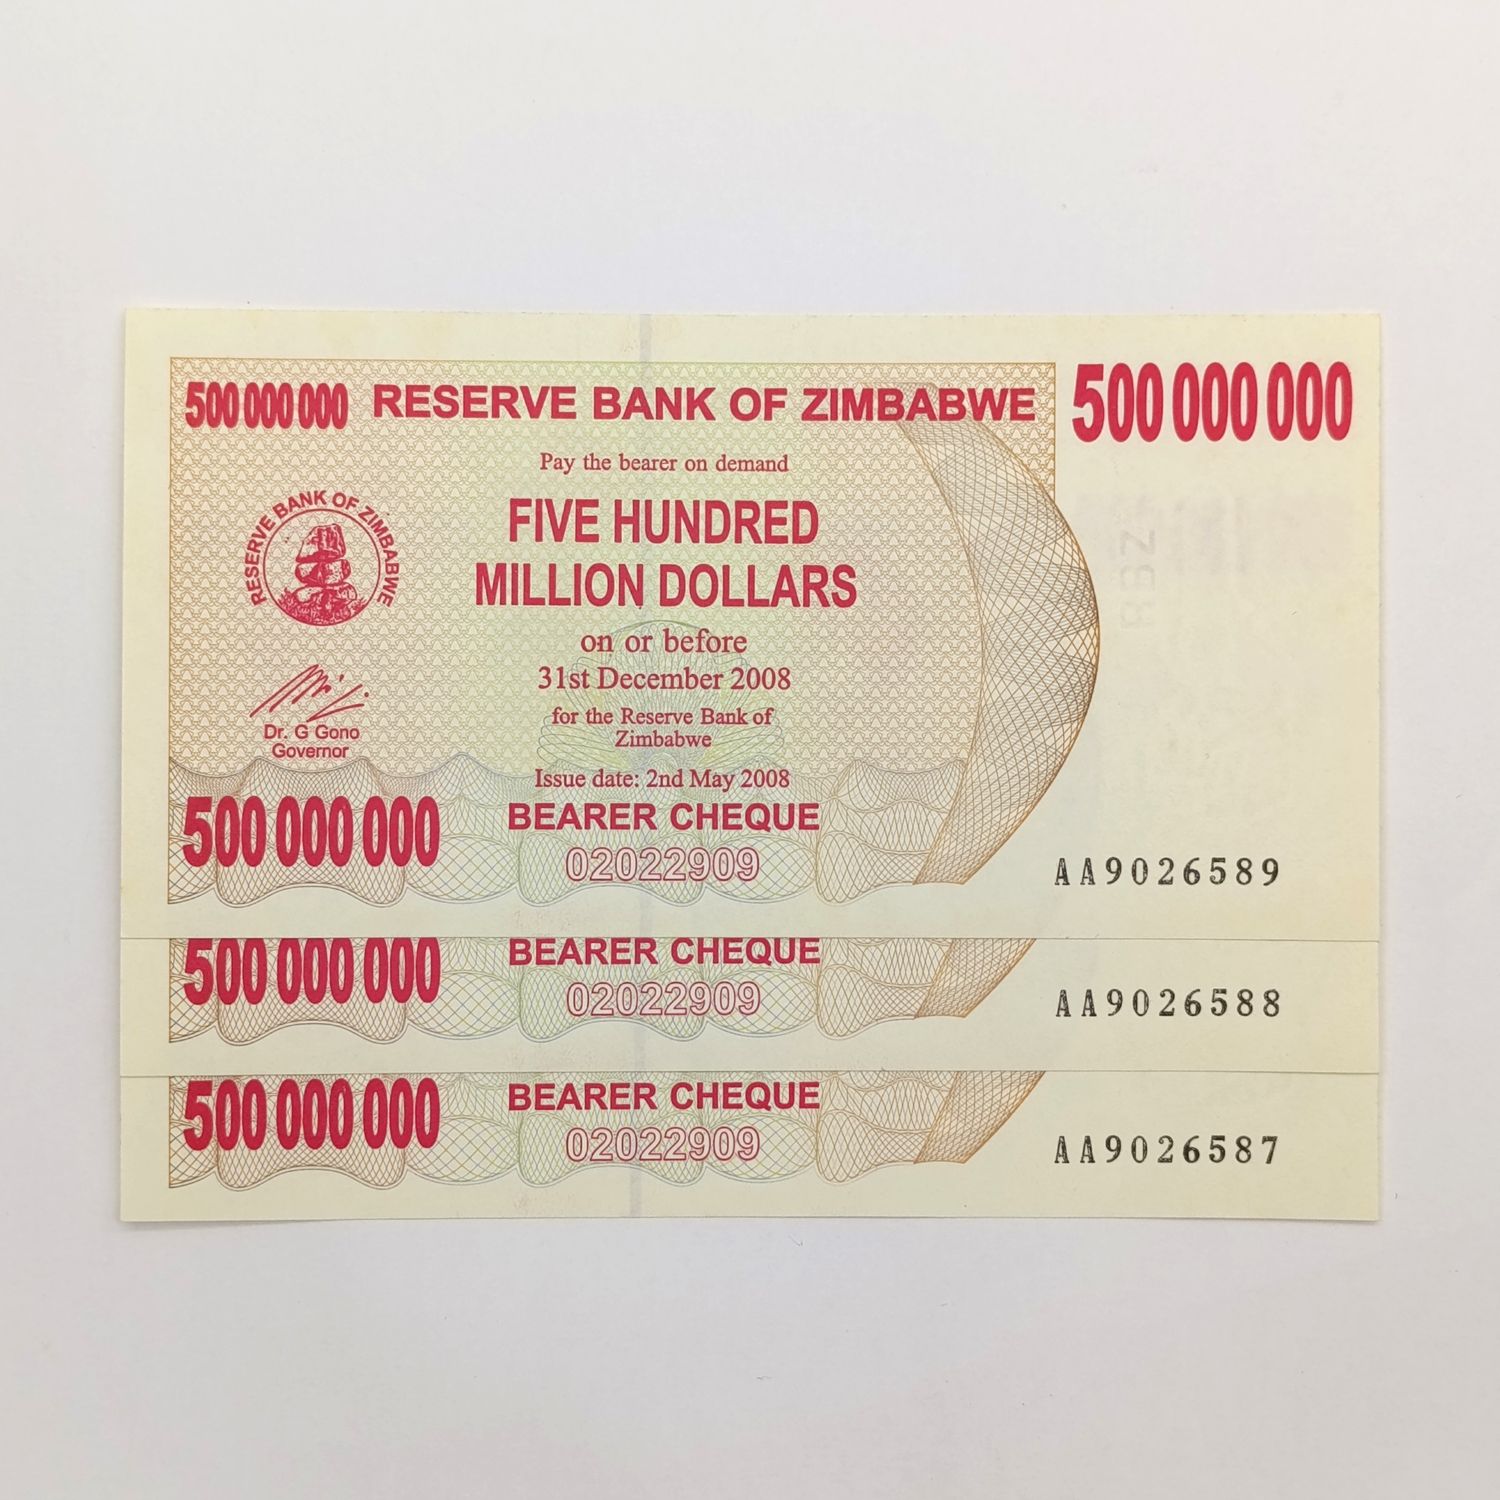 500 000 000 RESERVE BANK OF ZIMBABWE 500 000 000
Pay the bearer on demand
FIVE HUNDRED
MILLION DOLLARS
on or before
31st December 2008
for the Reserve Bank of
Zimbabwe
Issue date: 2nd May 2008
RESERVE BANK OF ZIMBABWE
Dr. G Gono
Governor
500 000 000 BEARER CHEQUE
02022909
AA9026589
500 000 000 BEARER CHEQUE
02022909
AA9026588
500 000 000 BEARER CHEQUE
02022909
AA9026587